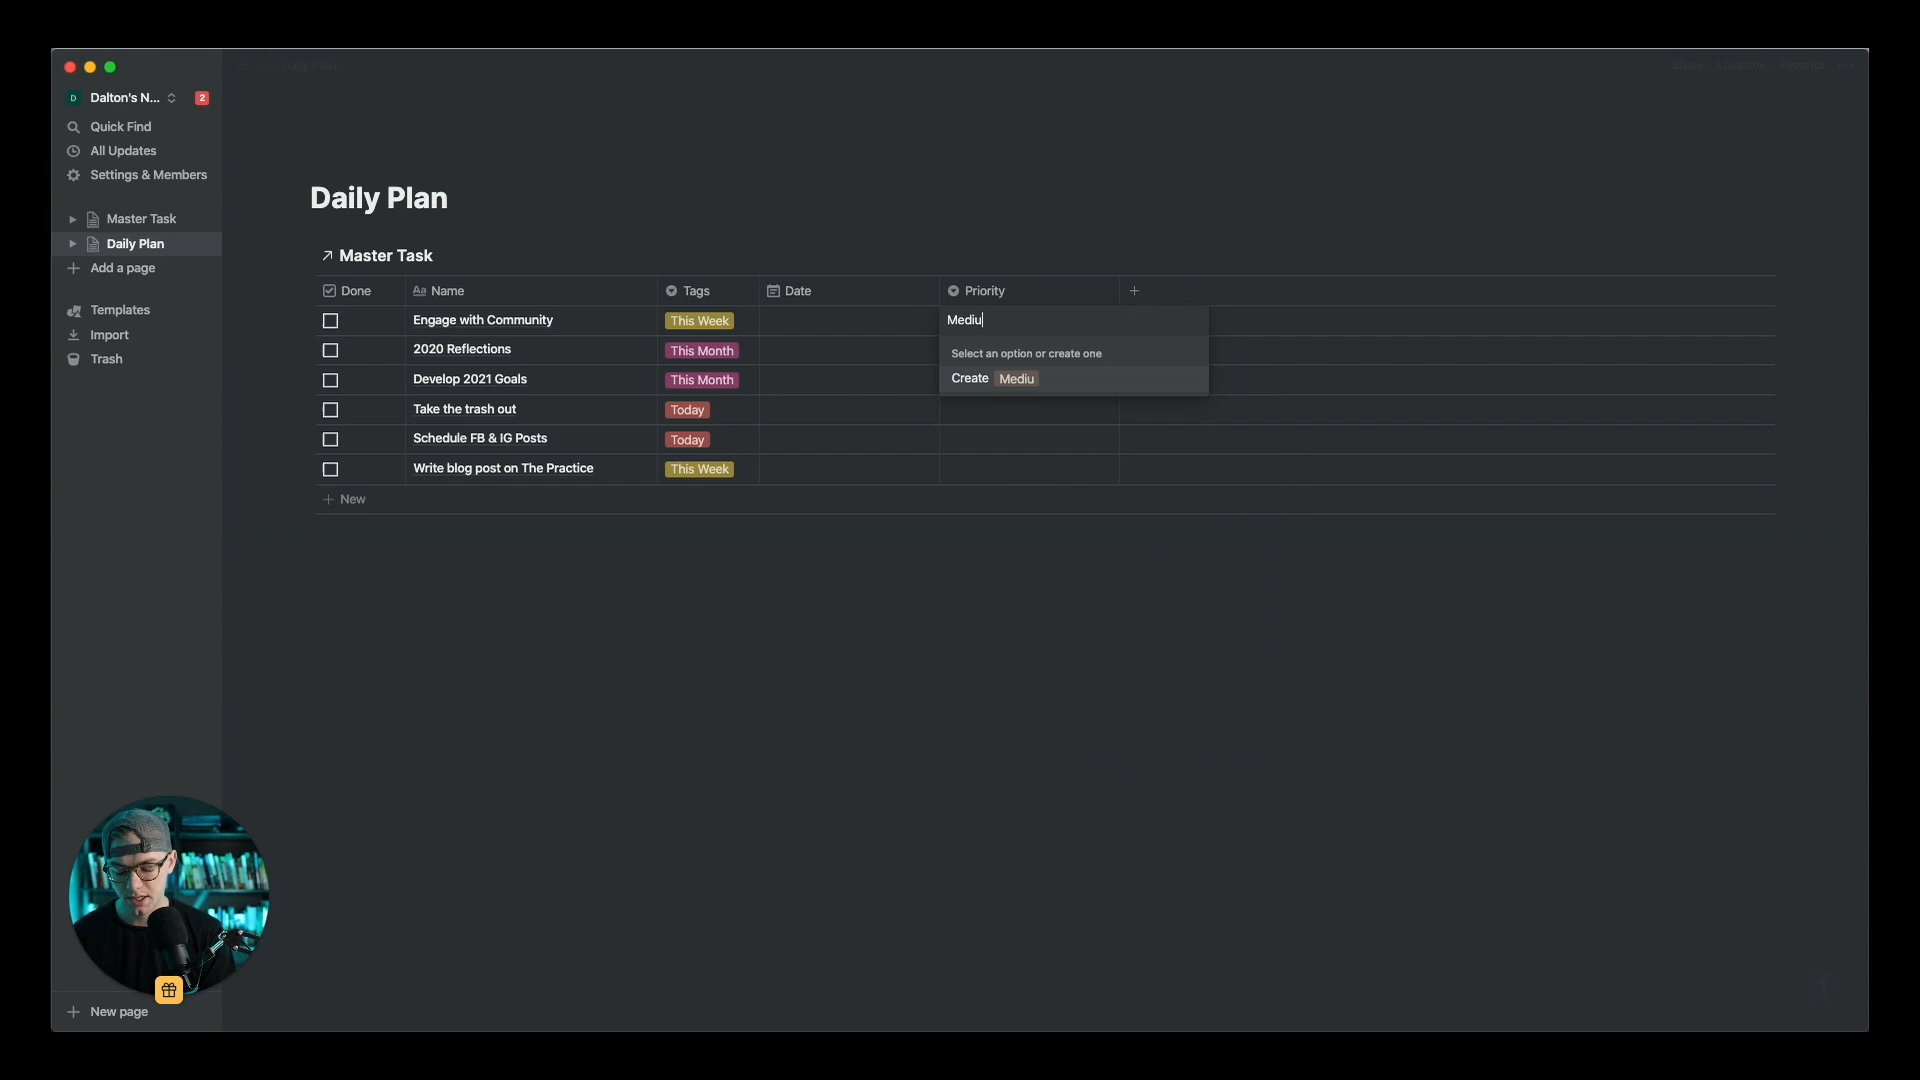 Daily Plan
D Dalton's N... 2
Quick Find
All Updates
Settings & Members
Master Task
Daily Plan
Add a page
Templates
Import
Trash
New page
Daily Plan
Master Task
Done Aa Name Tags Date Priority
Engage with Community This Week Mediu
2020 Reflections This Month
Select an option or create one
Develop 2021 Goals This Month
Create Mediu
Take the trash out Today
Schedule FB & IG Posts Today
Write blog post on The Practice This Week
New